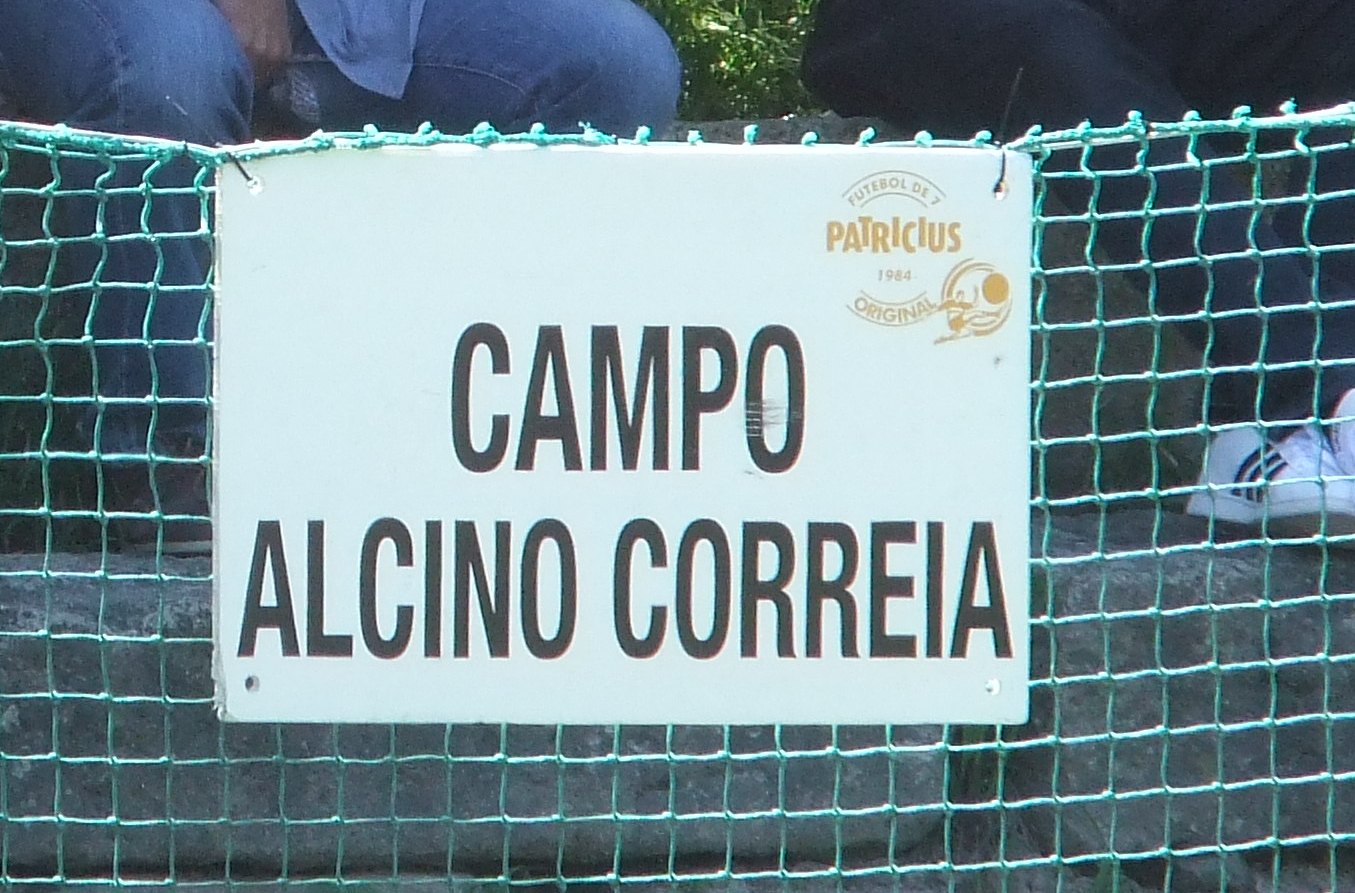 FUTEBOL DE 7
PATRICIUS
1984
ORIGINAL
CAMPO
ALCINO CORREIA